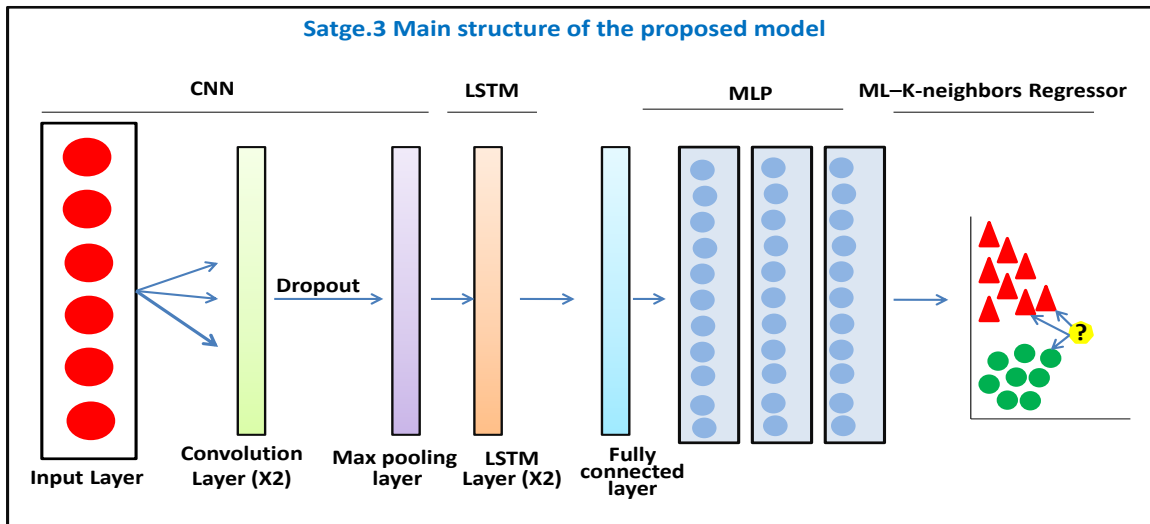 Satge.3 Main structure of the proposed model
CNN
LSTM
MLP
ML–K-neighbors Regressor
Dropout
?
Input Layer
Convolution
Layer (X2)
Max pooling
layer
LSTM
Layer (X2)
Fully
connected
layer